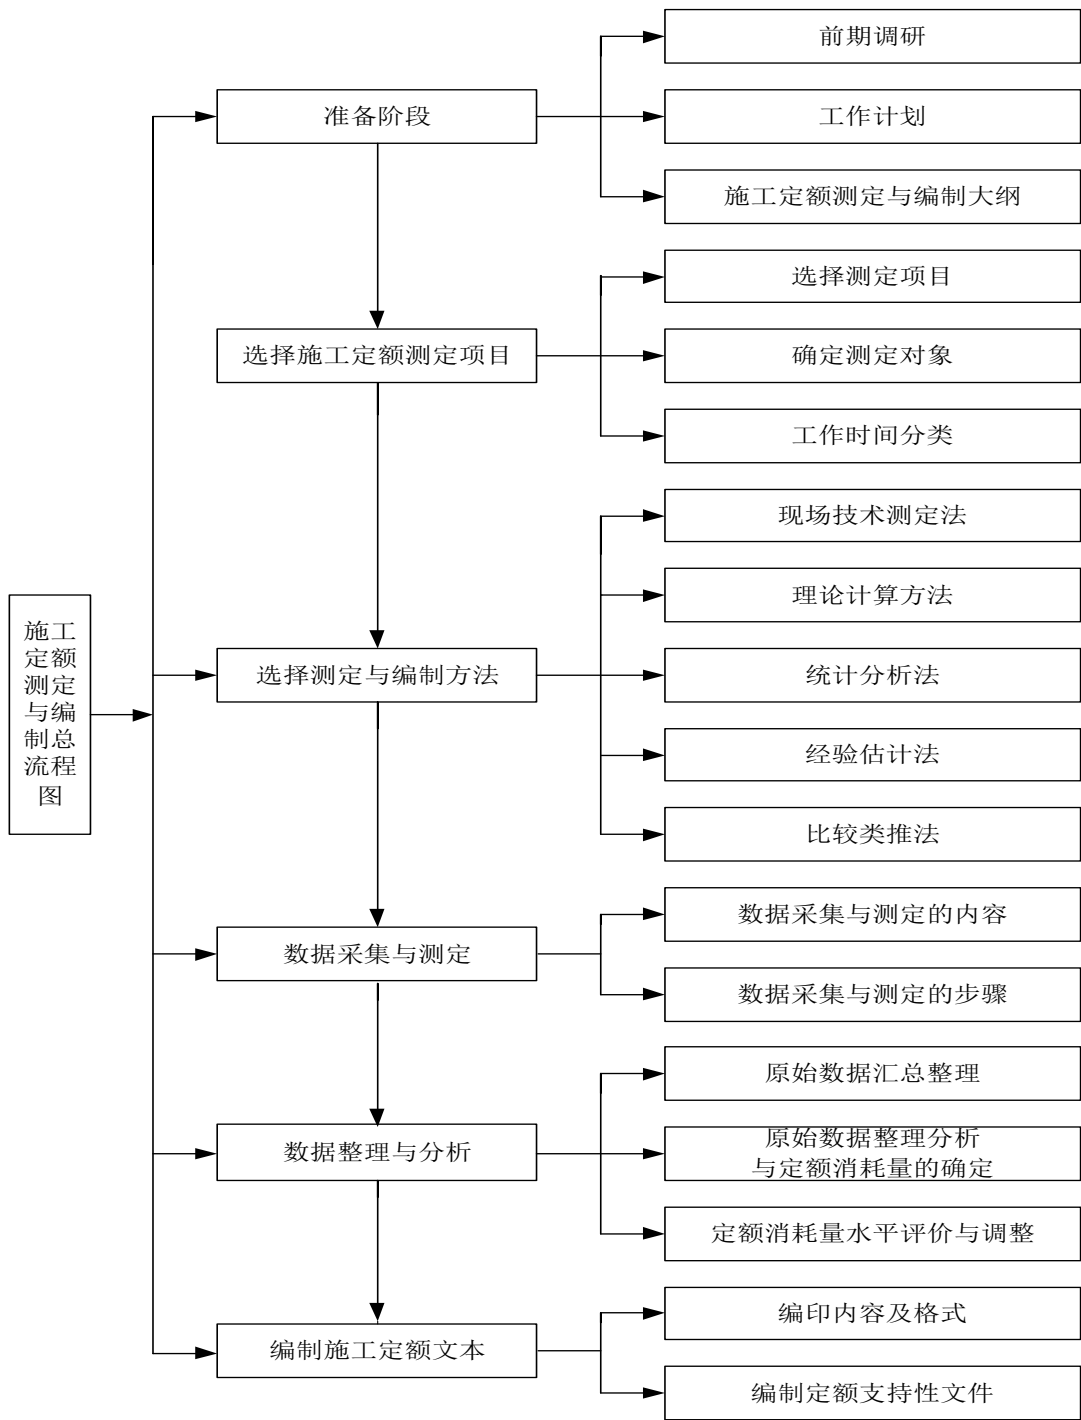 施工
定额
测定
与编
制总
流程
图
准备阶段
前期调研
工作计划
施工定额测定与编制大纲
选择施工定额测定项目
选择测定项目
确定测定对象
工作时间分类
选择测定与编制方法
现场技术测定法
理论计算方法
统计分析法
经验估计法
比较类推法
数据采集与测定
数据采集与测定的内容
数据采集与测定的步骤
数据整理与分析
原始数据汇总整理
原始数据整理分析
与定额消耗量的确定
定额消耗量水平评价与调整
编制施工定额文本
编印内容及格式
编制定额支持性文件